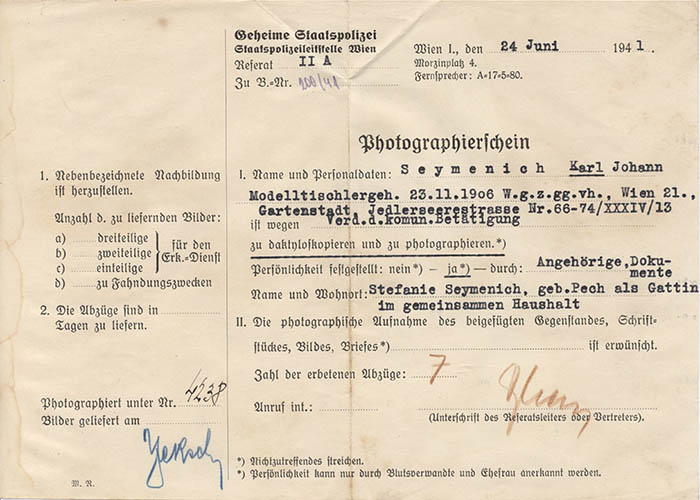 Geheime Staatspolizei
Staatspolizeileitstelle Wien
Referat II A
Zu B.=Nr. 200/41
Wien I., den 24 Juni 1941.
Morzinplatz 4.
Fernsprecher: A=17=5=80.
Photographierschein
1. Nebenbezeichnete Nachbildung
ist herzustellen.
Anzahl d. zu liefernden Bilder:
a) dreiteilige
b) zweiteilige
c) einteilige
für den
Erk.=Dienst
d) zu Fahndungszwecken
2. Die Abzüge sind in
Tagen zu liefern.
Photographiert unter Nr. 4238
Bilder geliefert am
M. R.
I. Name und Personaldaten: Seymenich Karl Johann
Modelltischlergeh. 23.11.1906 W.g.z.gg.vh., Wien 21.,
Gartenstadt, Jedlerseerestrasse Nr.66-74/XXXIV/13
ist wegen Verd.d.komun.Betätigung
zu daktyloskopieren und zu photographieren.*)
Persönlichkeit festgestellt: nein*) — ja*) — durch: Angehörige,Doku-
mente
Name und Wohnort: Stefanie Seymenich, geb.Pech als Gattin
im gemeinsammen Haushalt
II. Die photographische Aufnahme des beigefügten Gegenstandes, Schrift=
stückes, Bildes, Briefes*) ist erwünscht.
Zahl der erbetenen Abzüge: 7
Anruf int.:
(Unterschrift des Referatsleiters oder Vertreters).
*) Nichtzutreffendes streichen.
*) Persönlichkeit kann nur durch Blutsverwandte und Ehefrau anerkannt werden.